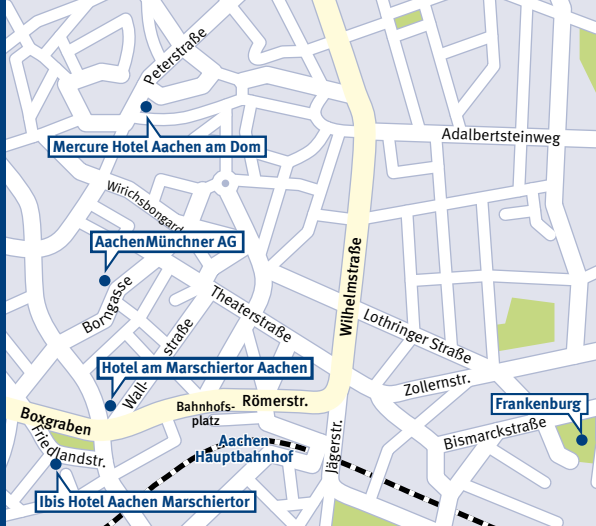 Peterstraße
Mercure Hotel Aachen am Dom
Adalbertsteinweg
Wirichsbongard
AachenMünchner AG
Borngasse
Theaterstraße
Wilhelmstraße
Lothringer Straße
Wall-
straße
Hotel am Marschiertor Aachen
Zollernstr.
Frankenburg
Bahnhofs-
platz
Römerstr.
Boxgraben
Friedlandstr.
Aachen
Hauptbahnhof
Jägerstr.
Bismarckstraße
Ibis Hotel Aachen Marschiertor